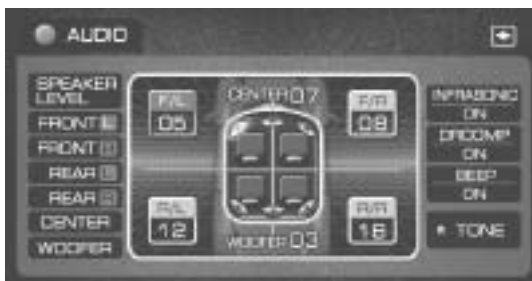 AUDIO
SPEAKER
LEVEL
FRONT L
FRONT
REAR
REAR
CENTER
WOOFER
F/L
05
CENTER 07
F/R
08
R/L
12
WOOFER 03
R/R
16
INFRASONIC
ON
DRCOMP
ON
BEEP
ON
TONE